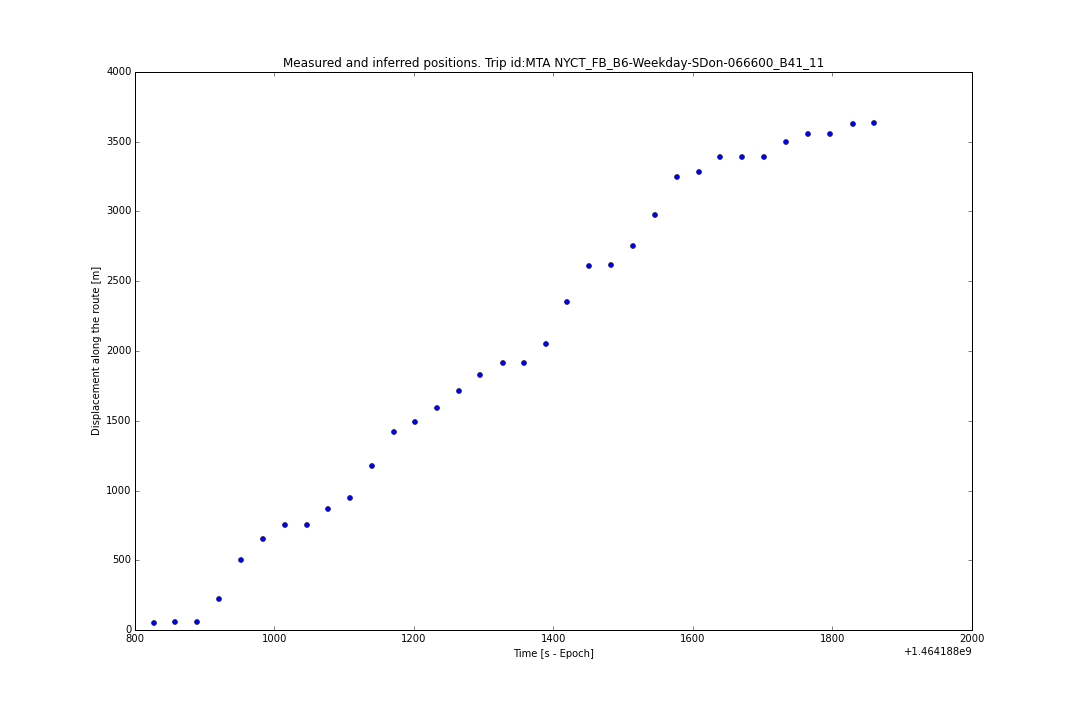 Measured and inferred positions. Trip id:MTA NYCT_FB_B6-Weekday-SDon-066600_B41_11
4000
3500
3000
2500
2000
1500
1000
500
0
Displacement along the route [m]
800 1000 1200 1400 1600 1800 2000
Time [s - Epoch]
+1.464188e9